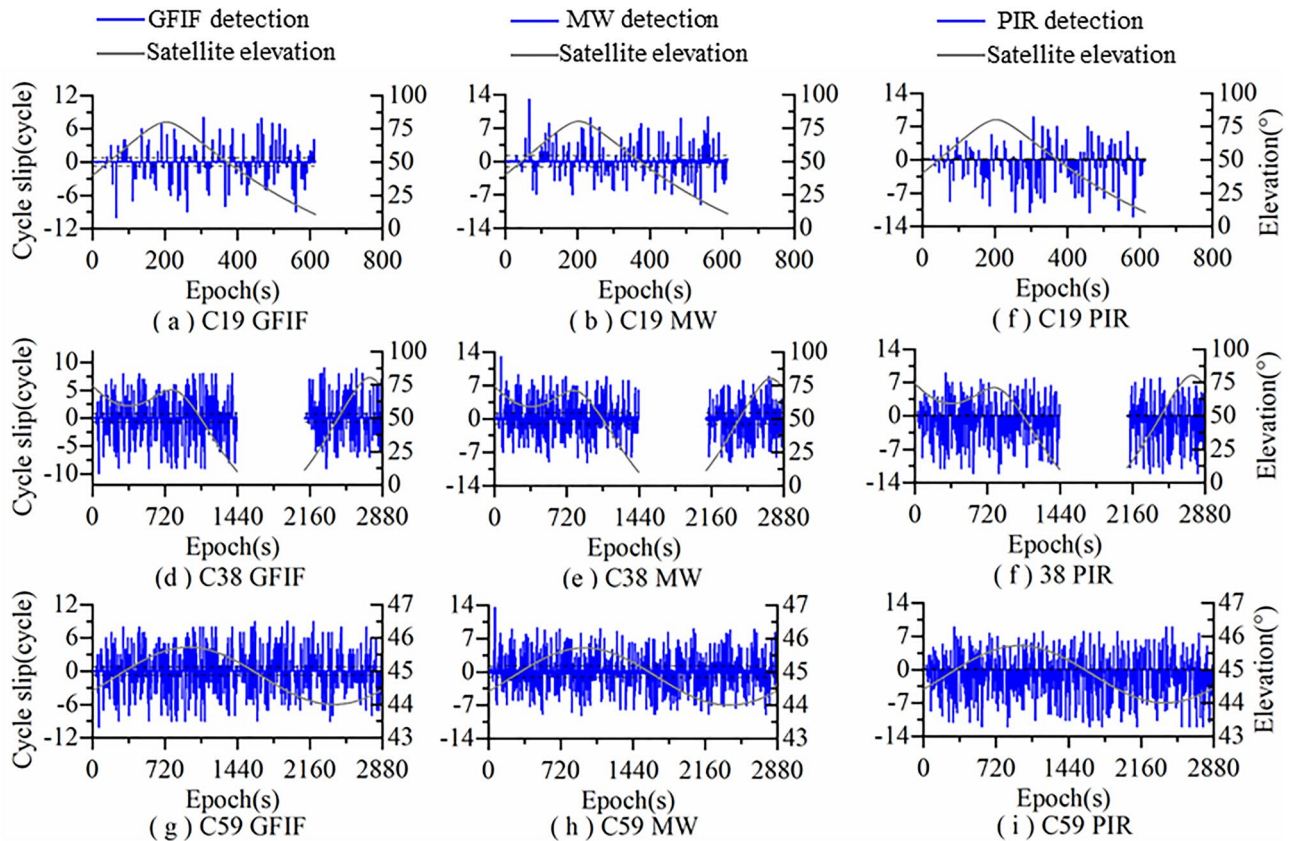 GFIF detection
Satellite elevation
MW detection
Satellite elevation
PIR detection
Satellite elevation
Cycle slip(cycle)
12
6
0
-6
-12
100
75
50
25
0
0 200 400 600 800
Epoch(s)
( a ) C19 GFIF
14
7
0
-7
-14
100
75
50
25
0
0 200 400 600 800
Epoch(s)
( b ) C19 MW
14
7
0
-7
-14
100
75
50
25
0
Elevation(°)
0 200 400 600 800
Epoch(s)
( f ) C19 PIR
Cycle slip(cycle)
10
5
0
-5
-10
100
75
50
25
0
0 720 1440 2160 2880
Epoch(s)
( d ) C38 GFIF
14
7
0
-7
-14
100
75
50
25
0
0 720 1440 2160 2880
Epoch(s)
( e ) C38 MW
14
7
0
-7
-14
100
75
50
25
0
Elevation(°)
0 720 1440 2160 2880
Epoch(s)
( f ) 38 PIR
Cycle slip(cycle)
12
6
0
-6
-12
47
46
45
44
43
0 720 1440 2160 2880
Epoch(s)
( g ) C59 GFIF
14
7
0
-7
-14
47
46
45
44
43
0 720 1440 2160 2880
Epoch(s)
( h ) C59 MW
14
7
0
-7
-14
47
46
45
44
43
Elevation(°)
0 720 1440 2160 2880
Epoch(s)
( i ) C59 PIR